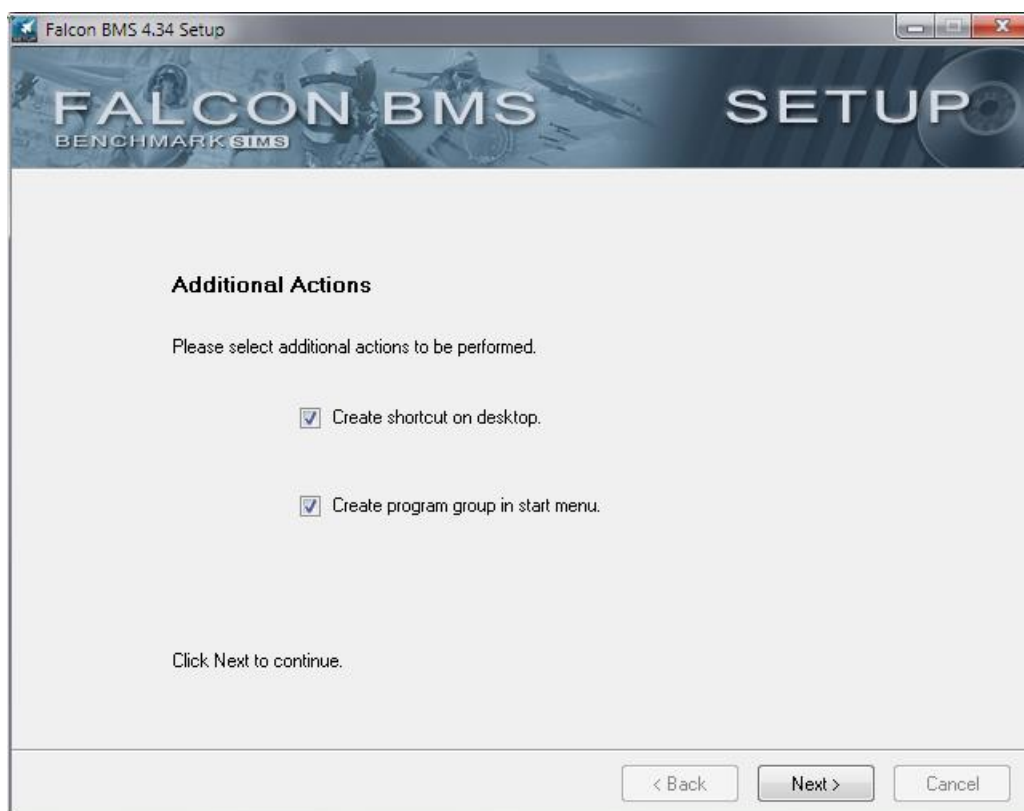 Falcon BMS 4.34 Setup
FALCON BMS SETUP
BENCHMARK SIMS
Additional Actions
Please select additional actions to be performed.
Create shortcut on desktop.
Create program group in start menu.
Click Next to continue.
< Back Next > Cancel